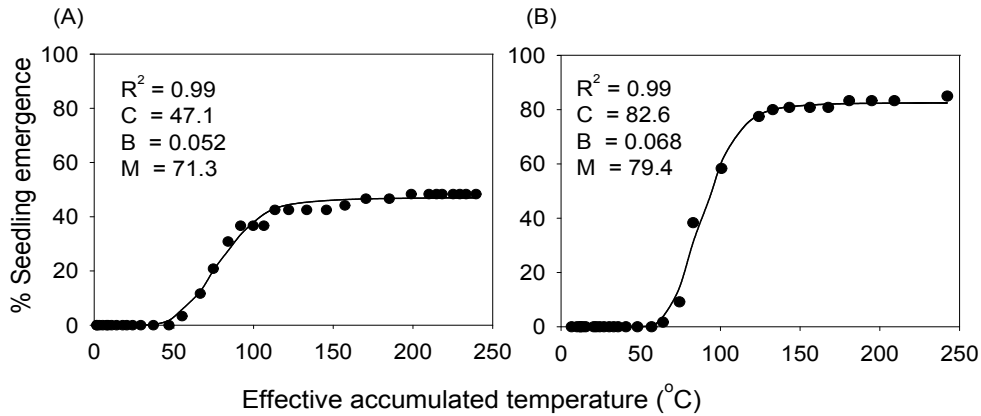 (A)
(B)
% Seedling emergence
100
80
60
40
20
0
R² = 0.99
C = 47.1
B = 0.052
M = 71.3
0 50 100 150 200 250
100
80
60
40
20
0
R² = 0.99
C = 82.6
B = 0.068
M = 79.4
0 50 100 150 200 250
Effective accumulated temperature (°C)